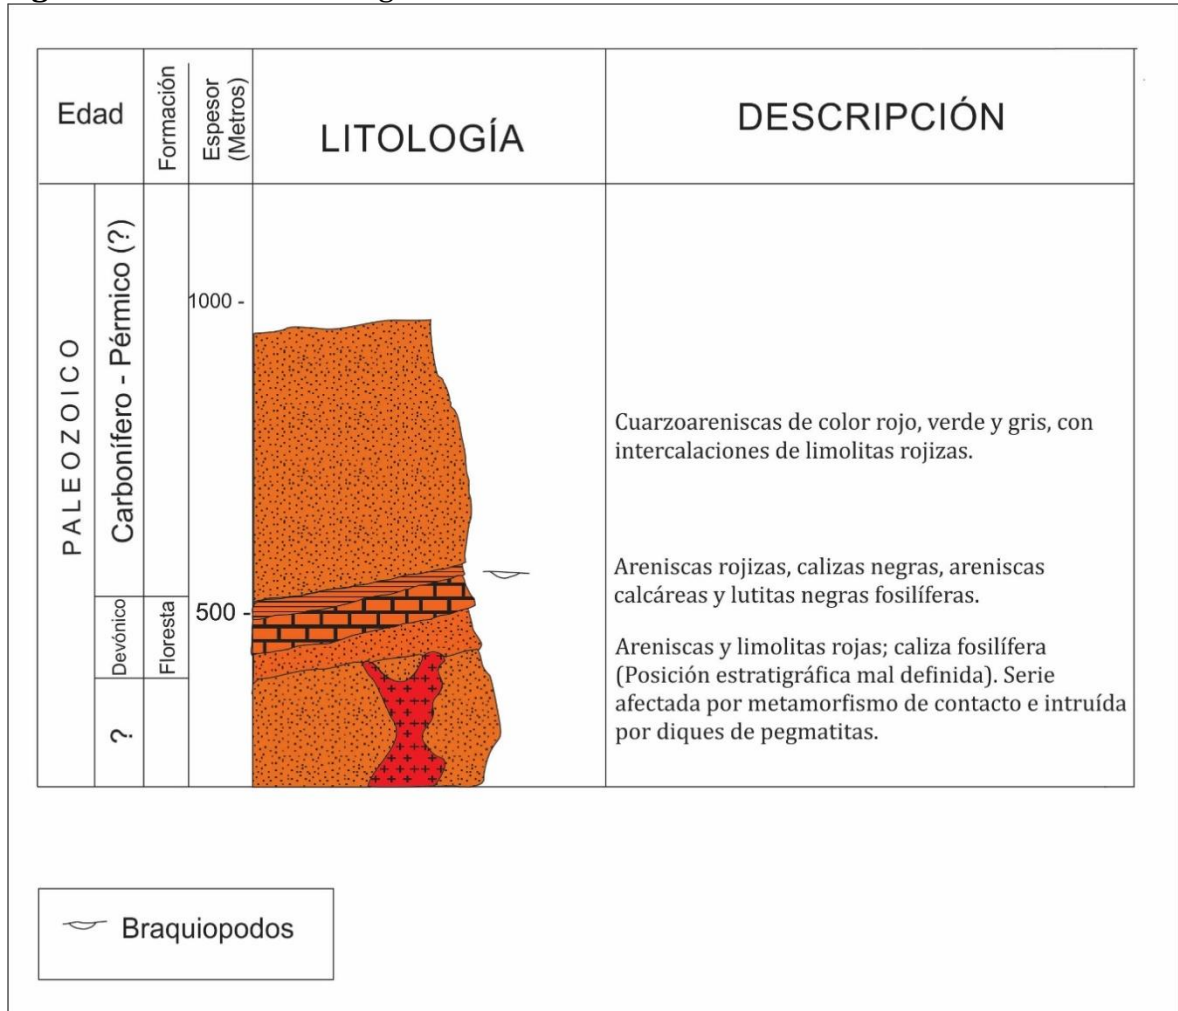 Edad
Formación
Espesor
(Metros)
LITOLOGÍA
DESCRIPCIÓN
PALEOZOICO
Carbonífero - Pérmico (?)
Devónico
?
Floresta
1000 -
500 -
Cuarzoareniscas de color rojo, verde y gris, con
intercalaciones de limolitas rojizas.
Areniscas rojizas, calizas negras, areniscas
calcáreas y lutitas negras fosilíferas.
Areniscas y limolitas rojas; caliza fosilífera
(Posición estratigráfica mal definida). Serie
afectada por metamorfismo de contacto e intruída
por diques de pegmatitas.
Braquiopodos